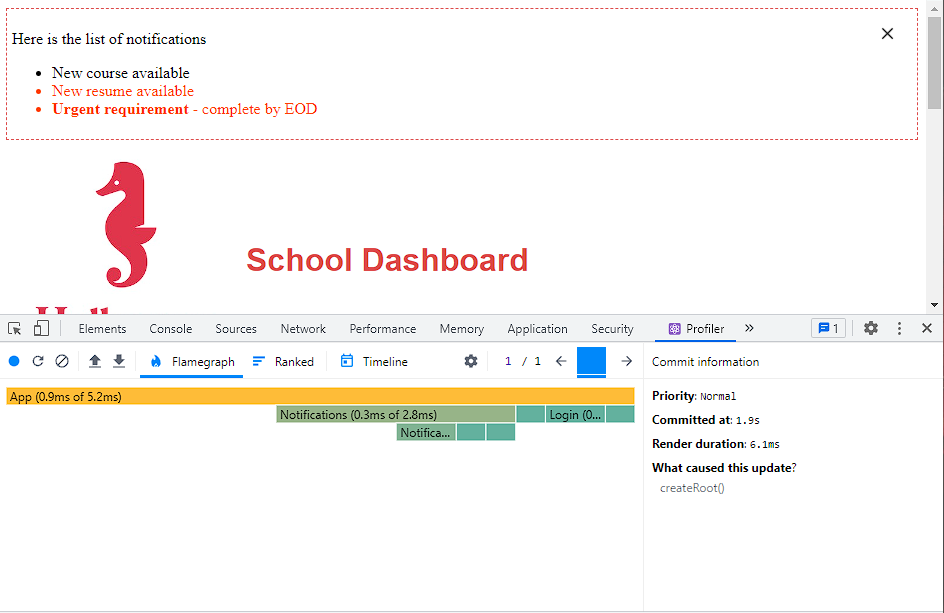 Here is the list of notifications
New course available
New resume available
Urgent requirement - complete by EOD
School Dashboard
Elements Console Sources Network Performance Memory Application Security Profiler 1
Flamegraph Ranked Timeline 1 / 1 Commit information
App (0.9ms of 5.2ms)
Notifications (0.3ms of 2.8ms) Login (0...
Notifica...
Priority: Normal
Committed at: 1.9s
Render duration: 6.1ms
What caused this update?
createRoot()